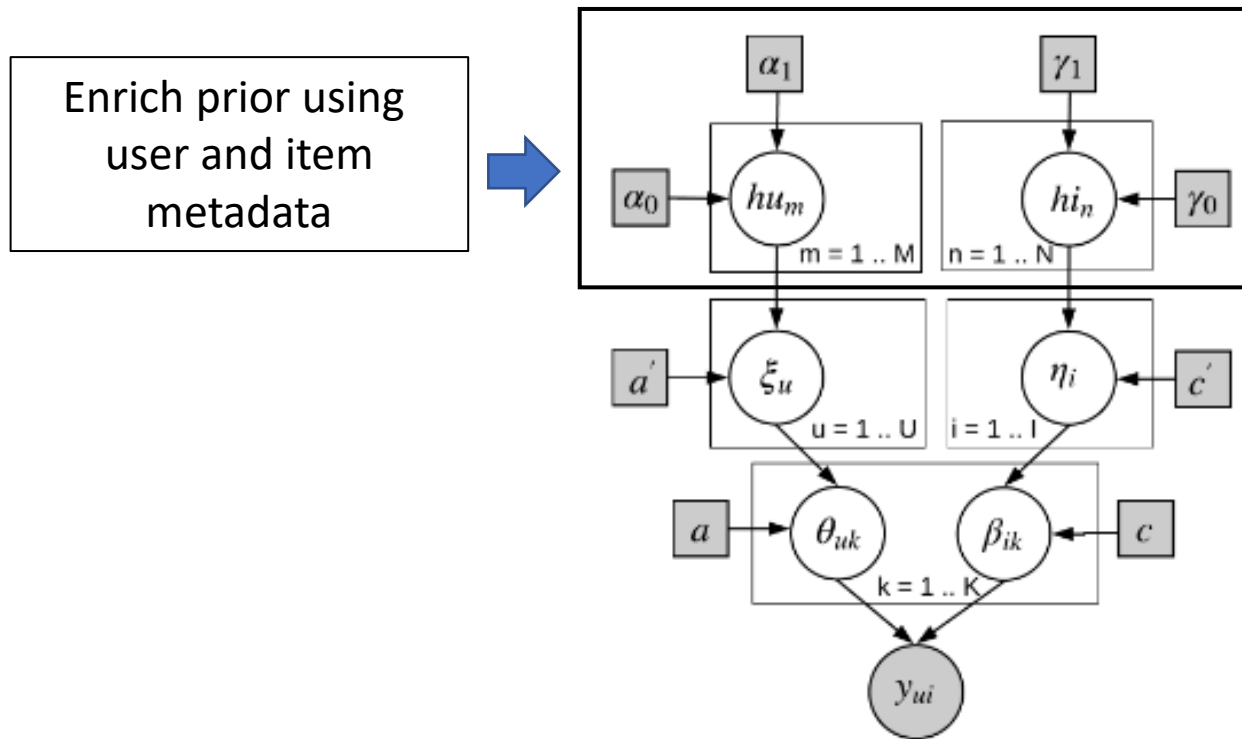 Enrich prior using
user and item
metadata
α₁ γ₁
α₀ huₘ hiₙ γ₀
m = 1 .. M n = 1 .. N
a′ ξᵤ ηᵢ c′
u = 1 .. U i = 1 .. I
a θᵤₖ βᵢₖ c
k = 1 .. K
yᵤᵢ